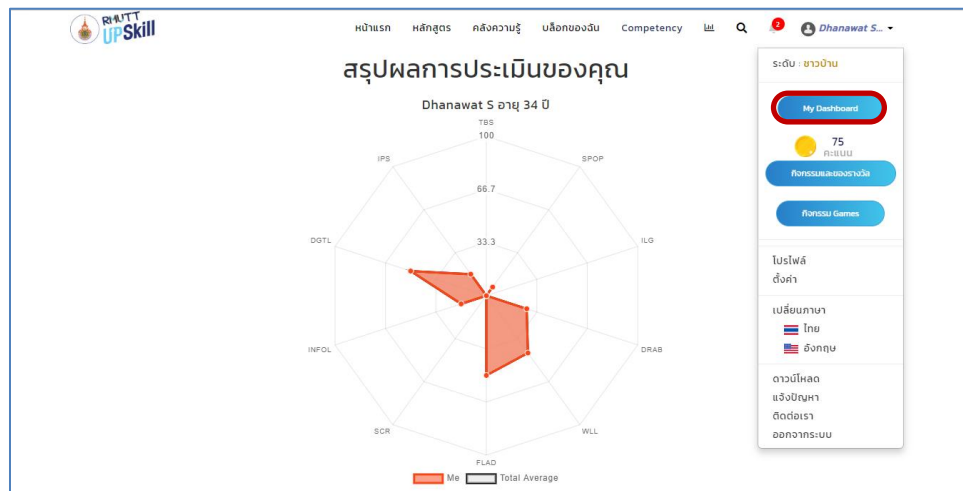 RMUTT
UPSkill
หน้าแรก หลักสูตร คลังความรู้ บล็อกของฉัน Competency 2 Dhanawat S...
สรุปผลการประเมินของคุณ
Dhanawat S อายุ 34 ปี
TBS
100
IPS
SPOP
66.7
DGTL
33.3
ILG
INFOL
DRAB
SCR
WLL
FLAD
Me Total Average
ระดับ : ชาวบ้าน
My Dashboard
75
คะแนน
กิจกรรมและของรางวัล
กิจกรรม Games
โปรไฟล์
ตั้งค่า
เปลี่ยนภาษา
ไทย
อังกฤษ
ดาวน์โหลด
แจ้งปัญหา
ติดต่อเรา
ออกจากระบบ